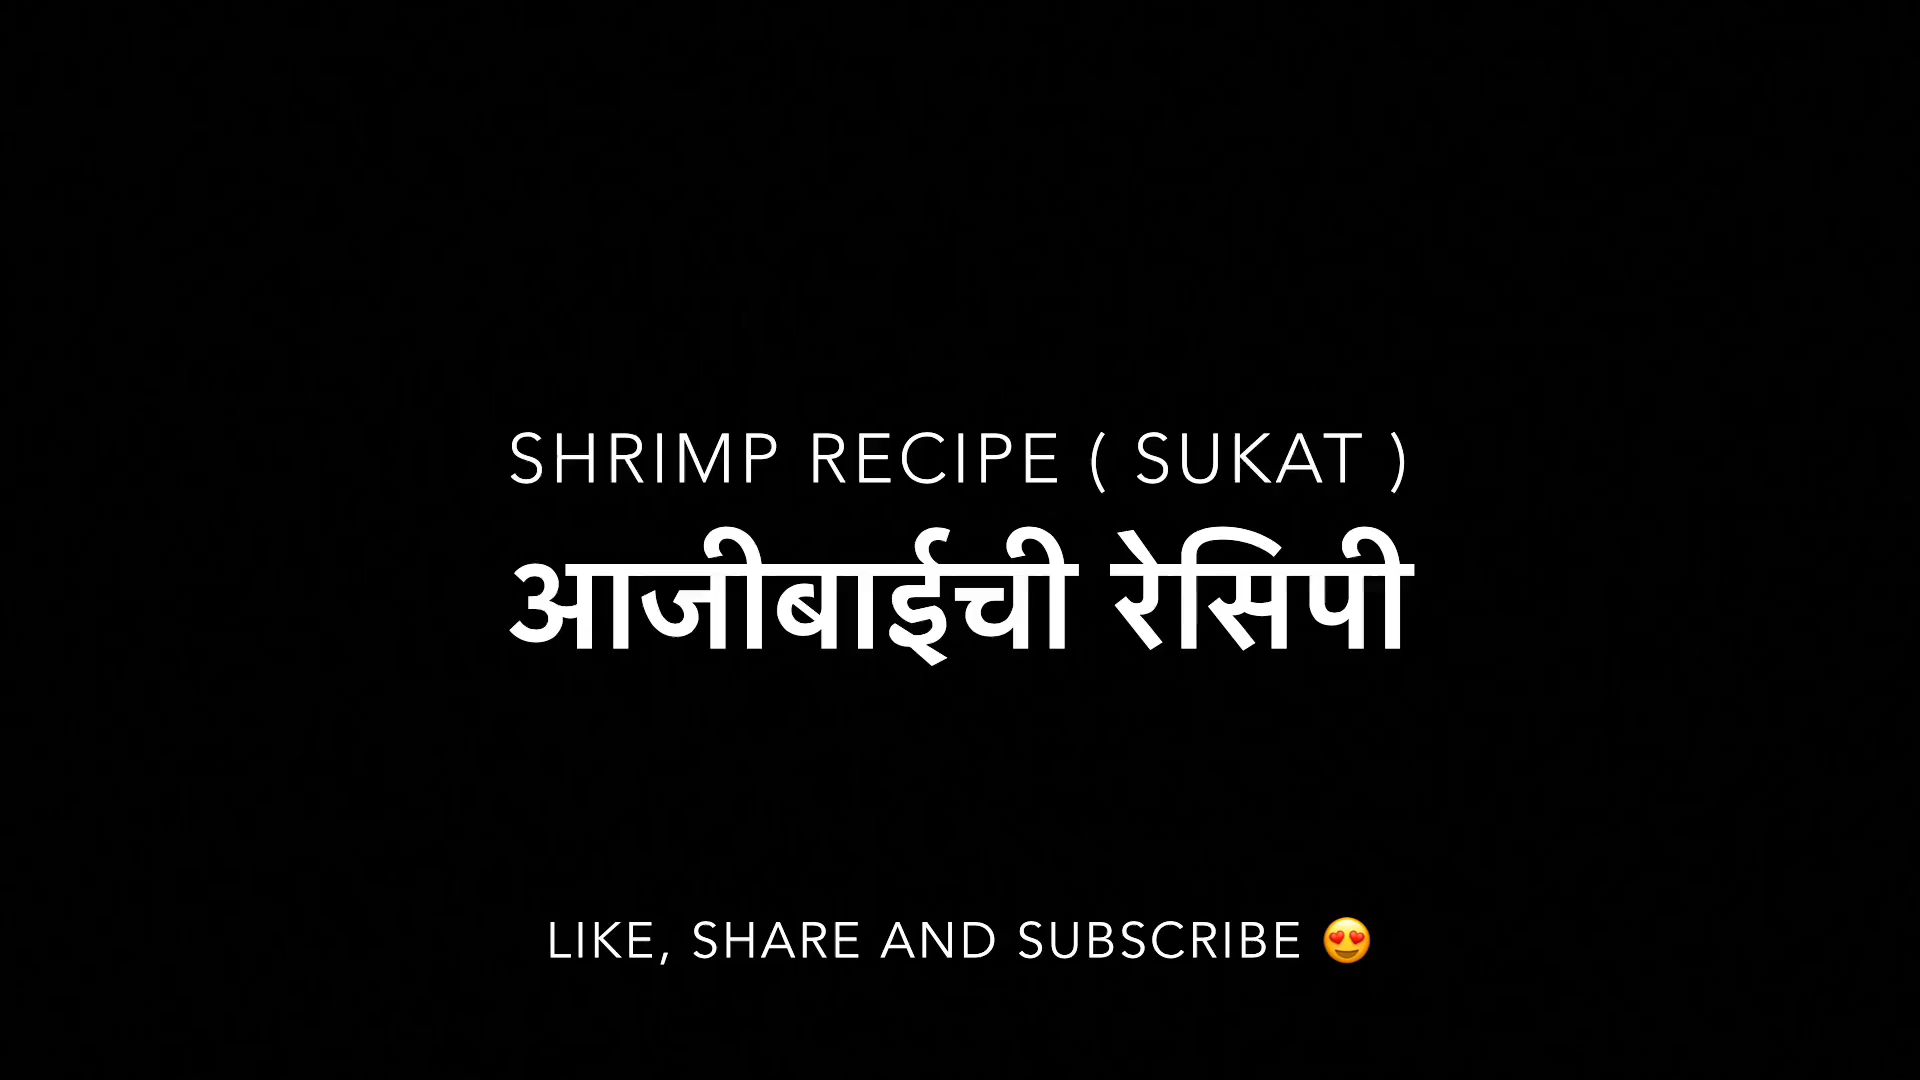 SHRIMP RECIPE ( SUKAT )
आजीबाईची रेसिपी
LIKE, SHARE AND SUBSCRIBE 😍